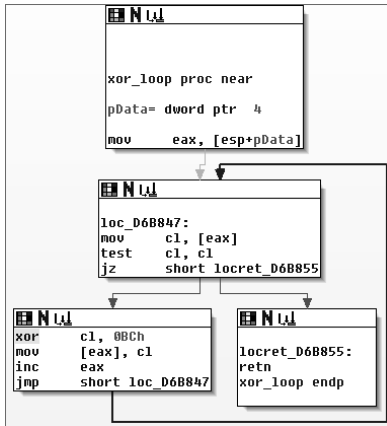 xor_loop proc near
pData= dword ptr 4
mov eax, [esp+pData]
loc_D6B847:
mov cl, [eax]
test cl, cl
jz short locret_D6B855
xor cl, 0BCh
mov [eax], cl
inc eax
jmp short loc_D6B847
locret_D6B855:
retn
xor_loop endp